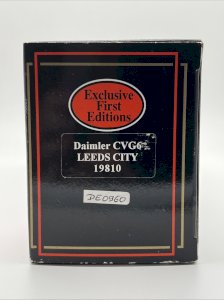 Exclusive
First
Editions
Daimler CVG6
LEEDS CITY
19810
DE0960